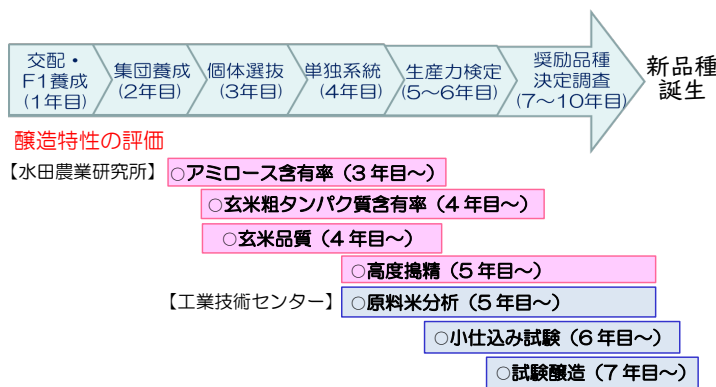 交配・
F1養成
(1年目)
集団養成
(2年目)
個体選抜
(3年目)
単独系統
(4年目)
生産力検定
(5～6年目)
奨励品種
決定調査
(7～10年目)
新品種
誕生
醸造特性の評価
【水田農業研究所】
○アミロース含有率（３年目～）
○玄米粗タンパク質含有率（４年目～）
○玄米品質（４年目～）
○高度搗精（５年目～）
【工業技術センター】
○原料米分析（５年目～）
○小仕込み試験（６年目～）
○試験醸造（７年目～）